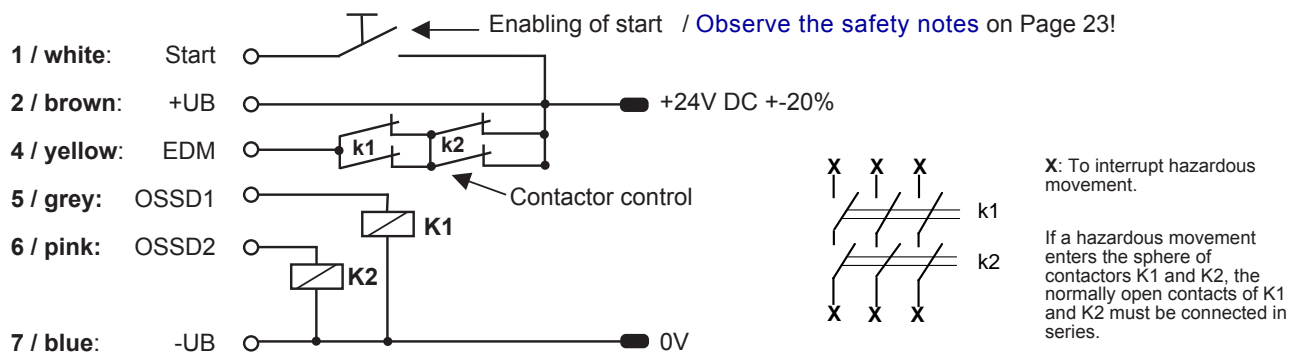 Enabling of start / Observe the safety notes on Page 23!
1 / white: Start
2 / brown: +UB +24V DC +-20%
4 / yellow: EDM k1 k2
Contactor control
5 / grey: OSSD1 K1
6 / pink: OSSD2 K2
7 / blue: -UB 0V
X X X
k1
k2
X X X
X: To interrupt hazardous
movement.
If a hazardous movement
enters the sphere of
contactors K1 and K2, the
normally open contacts of K1
and K2 must be connected in
series.